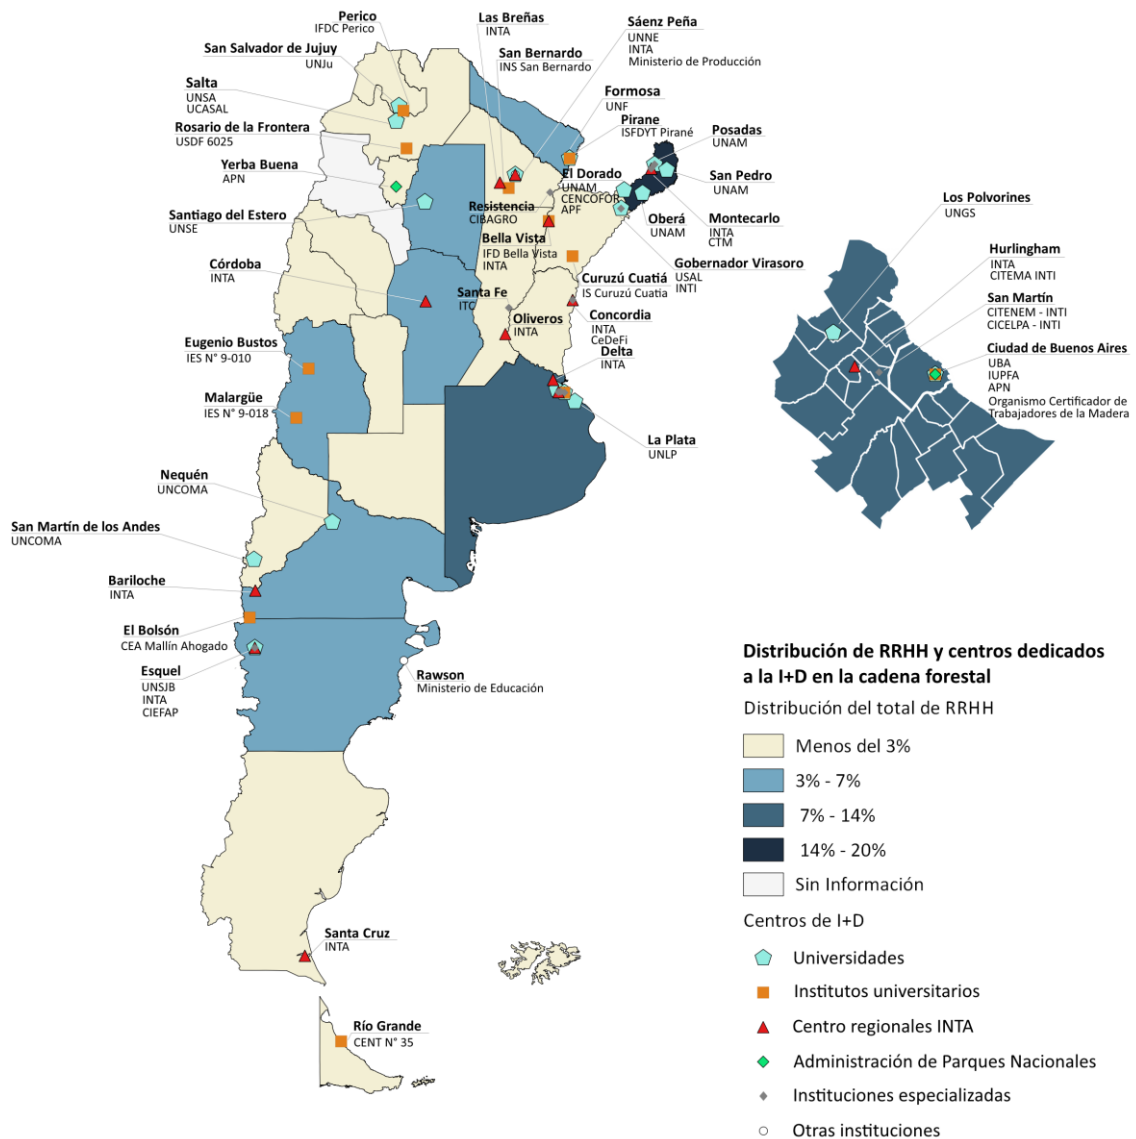 Perico
IFDC Perico
San Salvador de Jujuy
UNJu
Salta
UNSA
UCASAL
Rosario de la Frontera
USDF 6025
Yerba Buena
APN
Santiago del Estero
UNSE
Córdoba
INTA
Eugenio Bustos
IES N° 9-010
Malargüe
IES N° 9-018
Nequén
UNCOMA
San Martín de los Andes
UNCOMA
Bariloche
INTA
El Bolsón
CEA Mallín Ahogado
Esquel
UNSJB
INTA
CIEFAP
Las Breñas
INTA
San Bernardo
INS San Bernardo
Sáenz Peña
UNNE
INTA
Ministerio de Producción
Formosa
UNF
Pirane
ISFDYT Pirané
Posadas
UNAM
San Pedro
UNAM
El Dorado
UNAM
CENCOFOR
APF
Resistencia
CIBAGRO
Oberá
UNAM
Montecarlo
INTA
CTM
Bella Vista
IFD Bella Vista
INTA
Gobernador Virasoro
USAL
INTI
Curuzú Cuatiá
IS Curuzú Cuatia
Santa Fe
ITC
Oliveros
INTA
Concordia
INTA
CeDeFi
Delta
INTA
La Plata
UNLP
Rawson
Ministerio de Educación
Santa Cruz
INTA
Río Grande
CENT N° 35
Los Polvorines
UNGS
Hurlingham
INTA
CITEMA INTI
San Martín
CITENEM - INTI
CICELPA - INTI
Ciudad de Buenos Aires
UBA
IUPFA
APN
Organismo Certificador de
Trabajadores de la Madera
Distribución de RRHH y centros dedicados
a la I+D en la cadena forestal
Distribución del total de RRHH
Menos del 3%
3% - 7%
7% - 14%
14% - 20%
Sin Información
Centros de I+D
Universidades
Institutos universitarios
Centro regionales INTA
Administración de Parques Nacionales
Instituciones especializadas
Otras instituciones